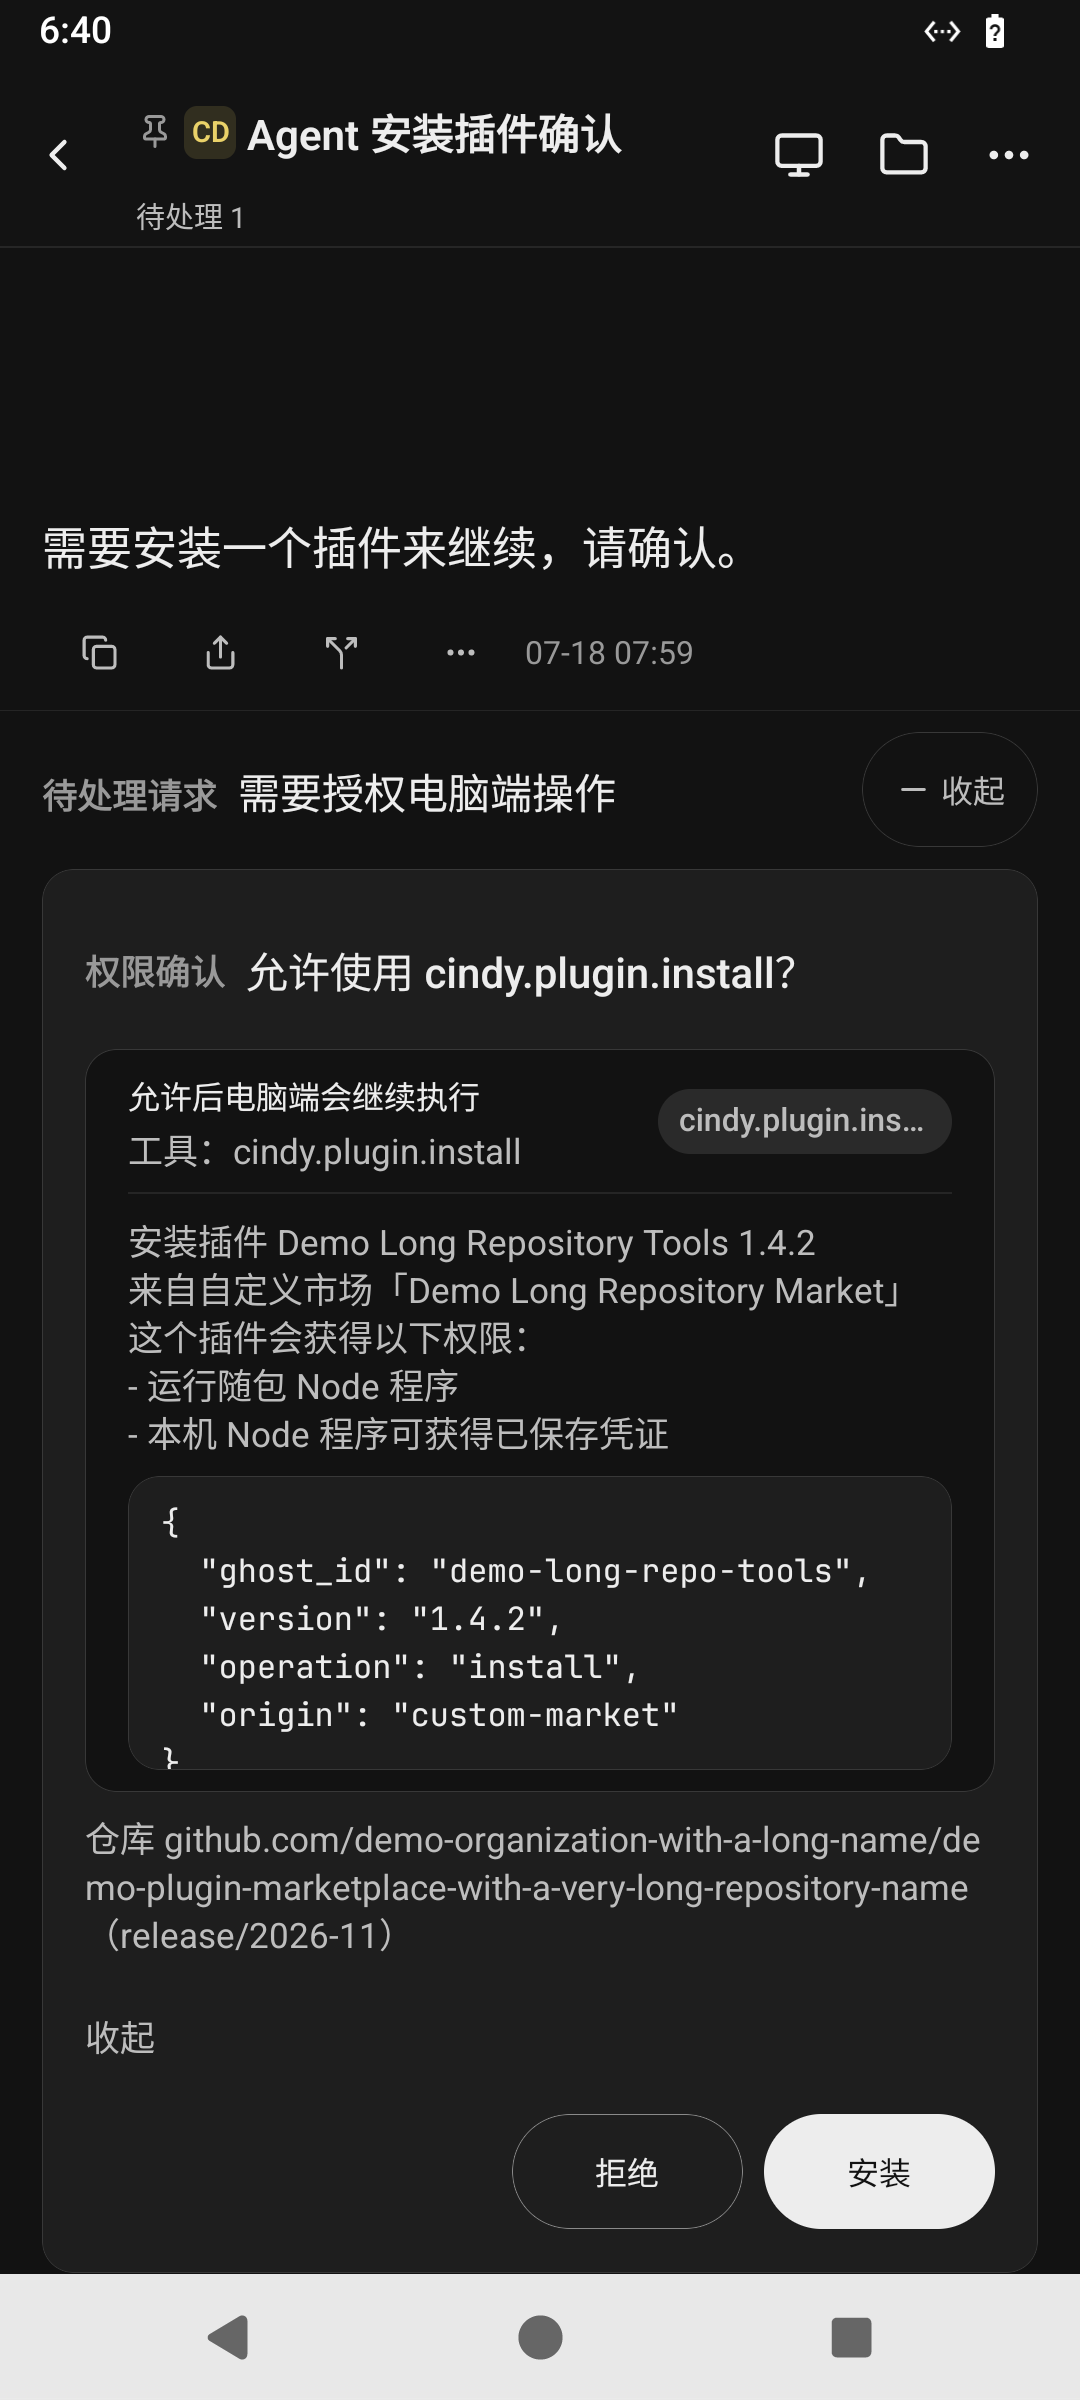 6:40
CD Agent 安装插件确认
待处理 1
需要安装一个插件来继续，请确认。
07-18 07:59
待处理请求 需要授权电脑端操作
收起
权限确认 允许使用 cindy.plugin.install?
允许后电脑端会继续执行
cindy.plugin.ins...
工具：cindy.plugin.install
安装插件 Demo Long Repository Tools 1.4.2
来自自定义市场「Demo Long Repository Market」
这个插件会获得以下权限：
- 运行随包 Node 程序
- 本机 Node 程序可获得已保存凭证
{
"ghost_id": "demo-long-repo-tools",
"version": "1.4.2",
"operation": "install",
"origin": "custom-market"
}
仓库 github.com/demo-organization-with-a-long-name/de
mo-plugin-marketplace-with-a-very-long-repository-name
（release/2026-11）
收起
拒绝
安装